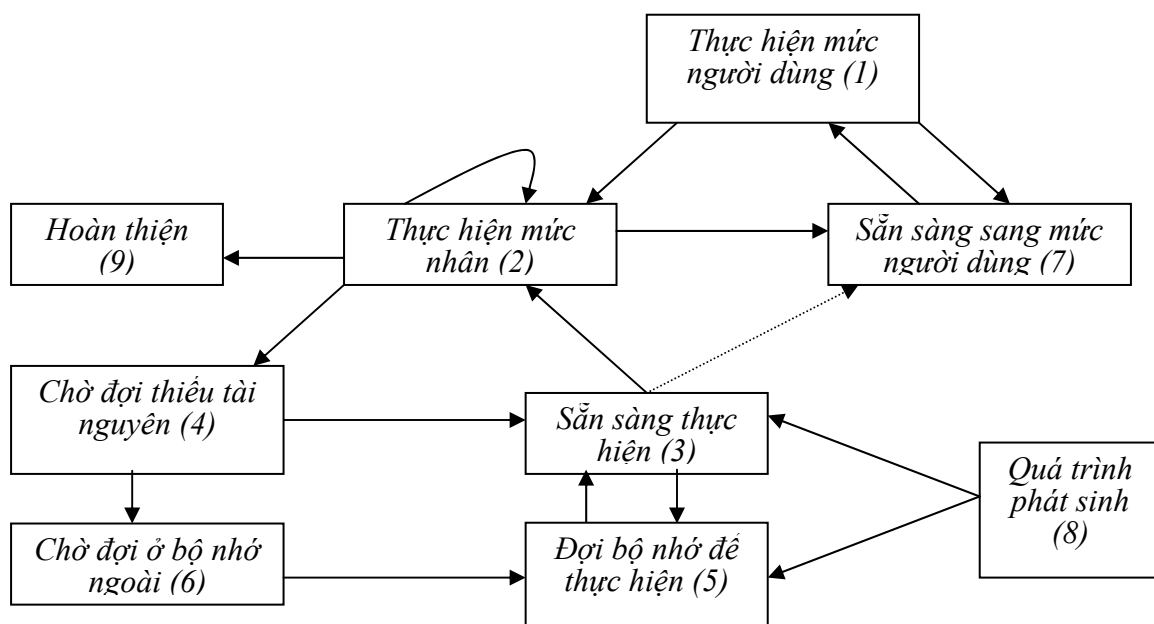 Thực hiện mức
người dùng (1)
Hoàn thiện
(9)
Thực hiện mức
nhân (2)
Sẵn sàng sang mức
người dùng (7)
Chờ đợi thiếu tài
nguyên (4)
Sẵn sàng thực
hiện (3)
Quá trình
phát sinh
(8)
Chờ đợi ở bộ nhớ
ngoài (6)
Đợi bộ nhớ để
thực hiện (5)